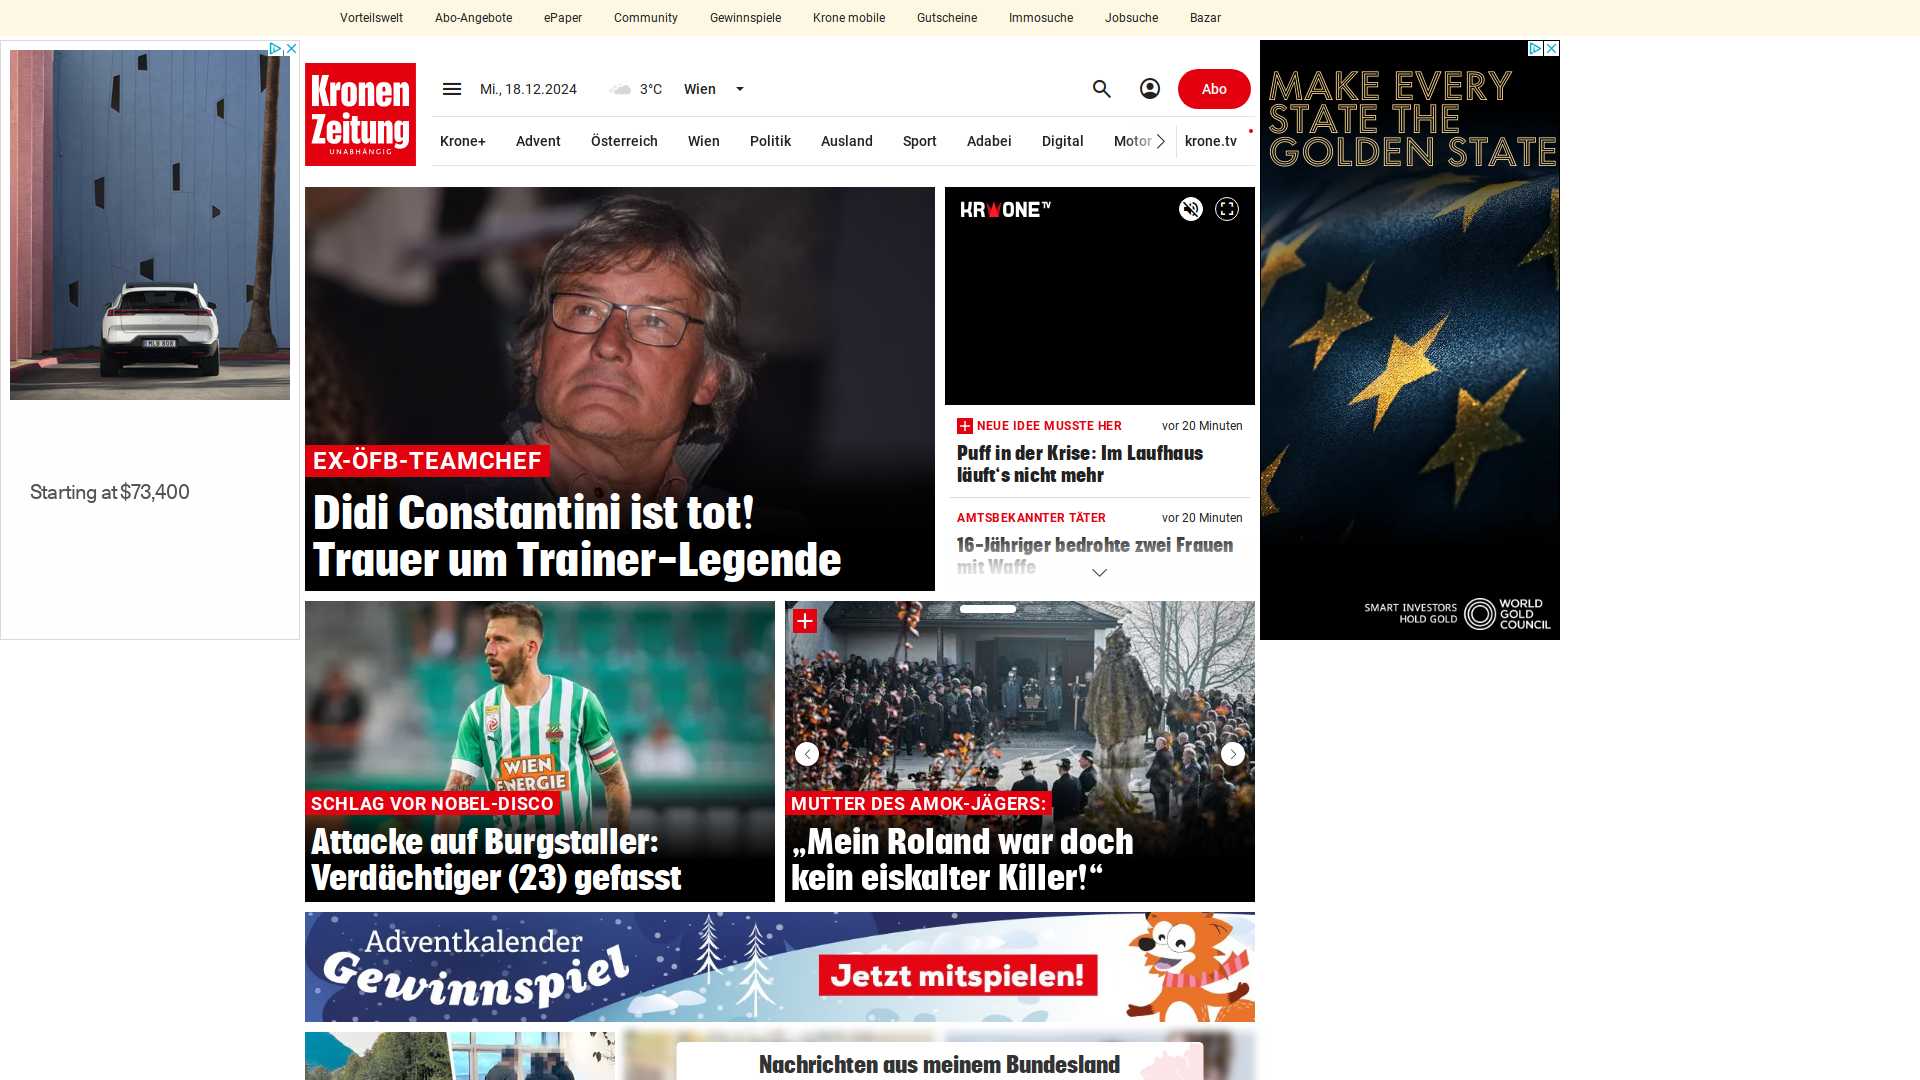 Vorteilswelt Abo-Angebote ePaper Community Gewinnspiele Krone mobile Gutscheine Immosuche Jobsuche Bazar
Kronen
Zeitung
UNABHÄNGIG
Mi., 18.12.2024 3°C Wien
Abo
Krone+ Advent Österreich Wien Politik Ausland Sport Adabei Digital Motor krone.tv
Starting at $73,400
EX-ÖFB-TEAMCHEF
Didi Constantini ist tot!
Trauer um Trainer-Legende
KRONE TV
NEUE IDEE MUSSTE HER vor 20 Minuten
Puff in der Krise: Im Laufhaus
läuft‘s nicht mehr
AMTSBEKANNTER TÄTER vor 20 Minuten
16-Jähriger bedrohte zwei Frauen
mit Waffe
MAKE EVERY
STATE THE
GOLDEN STATE
SMART INVESTORS
HOLD GOLD
WORLD
GOLD
COUNCIL
WIEN
ENERGIE
SCHLAG VOR NOBEL-DISCO
Attacke auf Burgstaller:
Verdächtiger (23) gefasst
MUTTER DES AMOK-JÄGERS:
„Mein Roland war doch
kein eiskalter Killer!“
Adventkalender
Gewinnspiel
Jetzt mitspielen!
Nachrichten aus meinem Bundesland